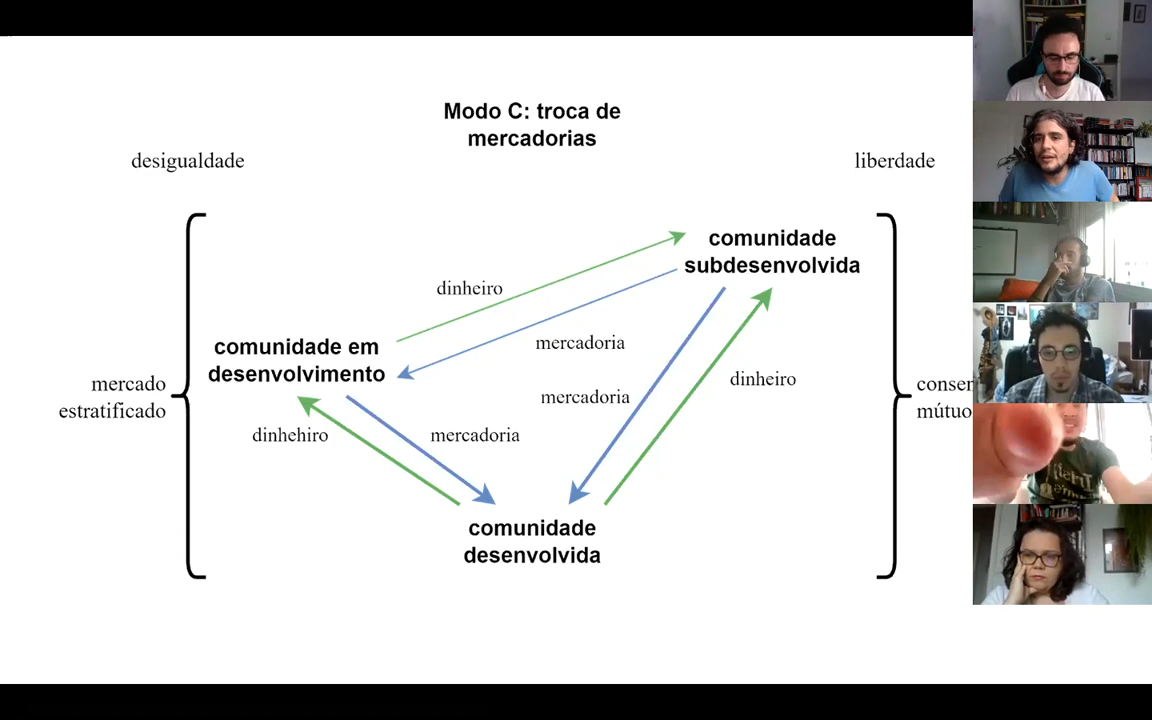 Modo C: troca de
mercadorias
desigualdade
liberdade
comunidade
subdesenvolvida
dinheiro
mercadoria
comunidade em
desenvolvimento
mercado
estratificado
mercadoria
dinheiro
mútuo
dinhehiro
mercadoria
comunidade
desenvolvida